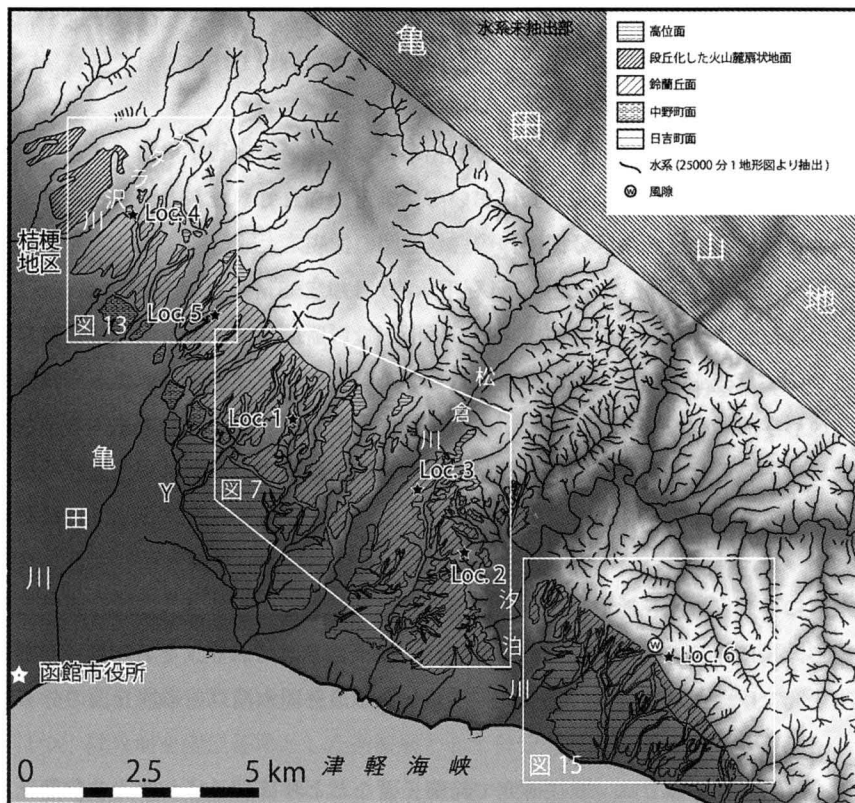 亀田山地
水系未抽出部
高位面
段丘化した火山麓扇状地面
鈴蘭丘面
中野町面
日吉町面
水系(25000分1地形図より抽出)
W 風隙
タラ沢川
Loc. 4
桔梗
地区
Loc. 5
図 13
X
Loc. 1
松倉川
Loc. 3
図 7
Y
亀田川
Loc. 2
汐泊川
W
Loc. 6
函館市役所
図 15
0 2.5 5 km
津軽海峡